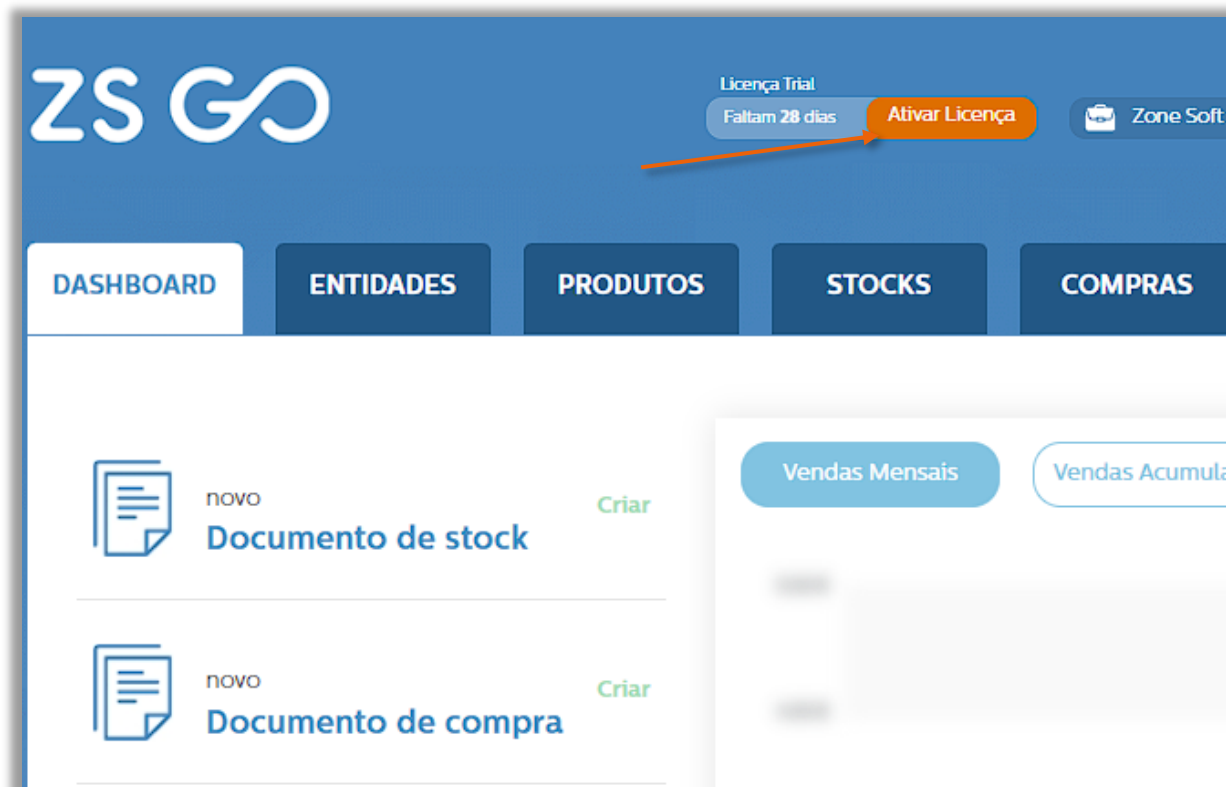 ZS GO
Licença Trial
Faltam 28 dias
Ativar Licença
Zone Soft
DASHBOARD
ENTIDADES
PRODUTOS
STOCKS
COMPRAS
novo
Documento de stock
Criar
novo
Documento de compra
Criar
Vendas Mensais
Vendas Acumula